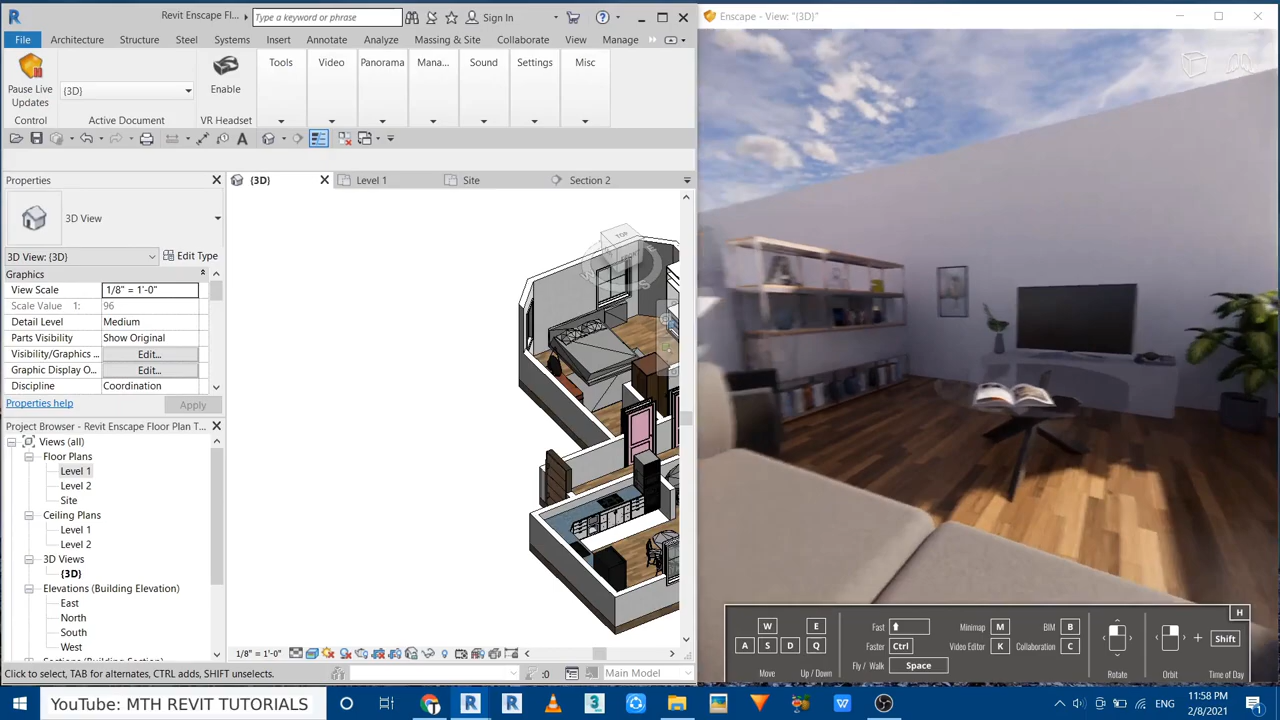 Revit Enscape Fl...
Type a keyword or phrase
Sign In
File
Architecture
Structure
Steel
Systems
Insert
Annotate
Analyze
Massing & Site
Collaborate
View
Manage
Pause Live
Updates
Control
(3D)
Active Document
Enable
VR Headset
Tools
Video
Panorama
Mana...
Sound
Settings
Misc
Properties
(3D)
Level 1
Site
Section 2
3D View
3D View: (3D)
Edit Type
Graphics
View Scale 1/8" = 1'-0"
Scale Value 1: 96
Detail Level Medium
Parts Visibility Show Original
Visibility/Graphics ... Edit...
Graphic Display O... Edit...
Discipline Coordination
Properties help
Apply
Project Browser - Revit Enscape Floor Plan T...
Views (all)
Floor Plans
Level 1
Level 2
Site
Ceiling Plans
Level 1
Level 2
3D Views
(3D)
Elevations (Building Elevation)
East
North
South
West
TOP
1/8" = 1'-0"
Click to select, TAB for alternates, CTRL adds, SHIFT unselects.
:0
Main Model
Enscape - View: "(3D)"
H
W E
A S D Q
Move Up / Down
Fast
Faster Ctrl
Fly / Walk Space
Minimap M
Video Editor K
BIM B
Collaboration C
Rotate
Orbit
+ Shift
Time of Day
YouTube: MTH REVIT TUTORIALS
ENG
11:58 PM
2/8/2021